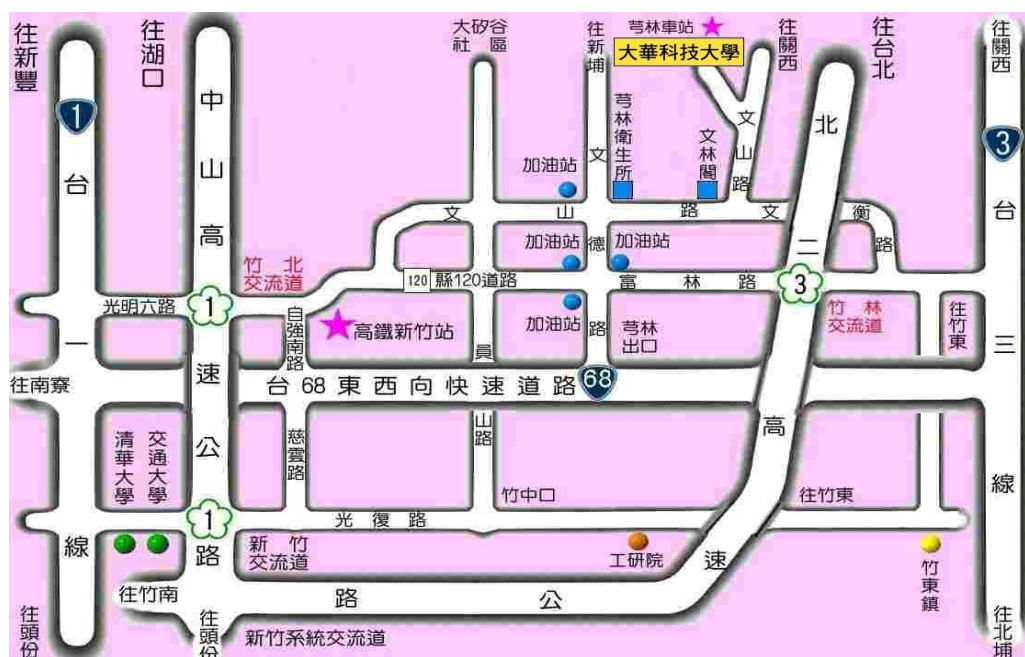 往新豐
往湖口
大矽谷
社區
往新埔
芎林車站
大華科技大學
往關西
往台北
往關西
1
台一線
中山高速公路
3
台三線
北二高速公路
加油站
芎林衛生所
文林閣
文山路
文德路
文山路
文衡路
加油站
加油站
竹北
交流道
120
縣120道路
富林路
3
光明六路
1
自強南路
高鐵新竹站
加油站
芎林
出口
竹林
交流道
往竹東
員山路
往南寮
台68東西向快速道路
68
清華大學
交通大學
慈雲路
竹中口
往竹東
1
光復路
新竹
交流道
工研院
竹東鎮
往竹南
往頭份
往頭份
新竹系統交流道
往北埔